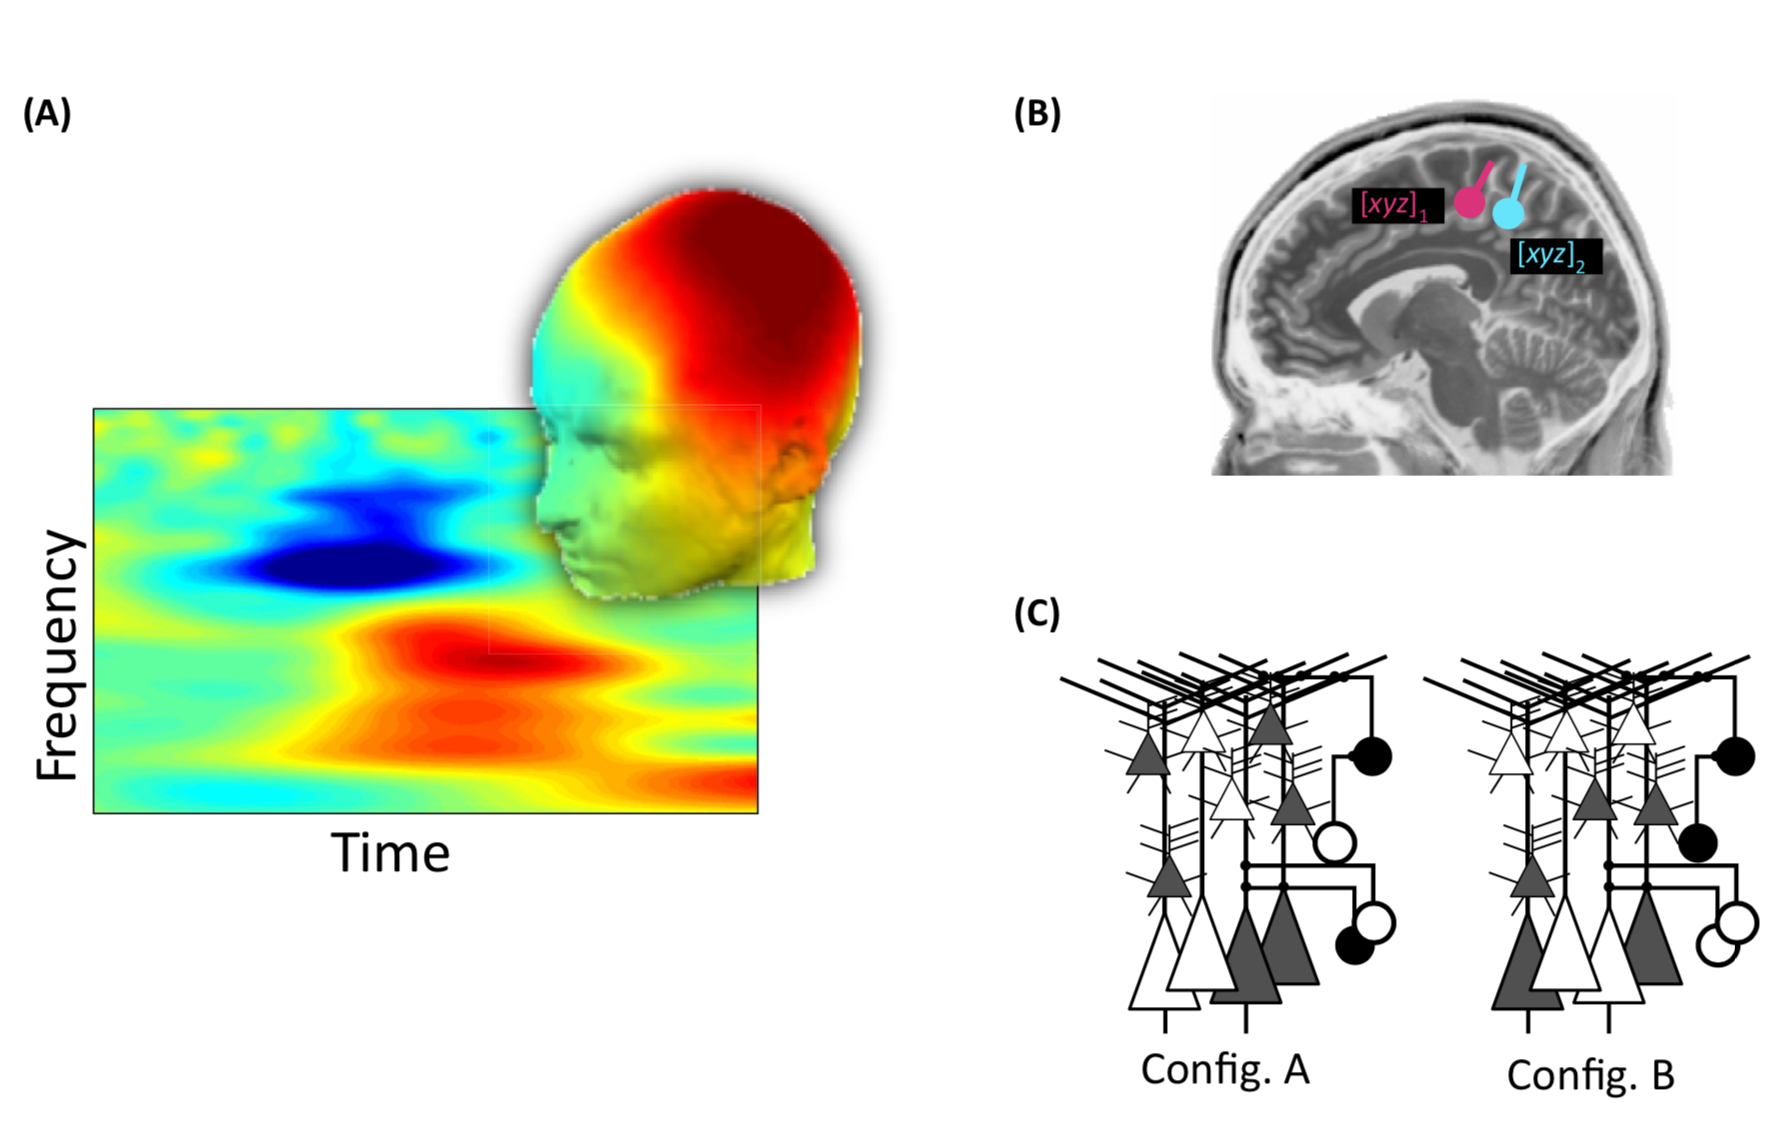 (A)
Frequency
Time
(B)
[xyz]1
[xyz]2
(C)
Config. A
Config. B